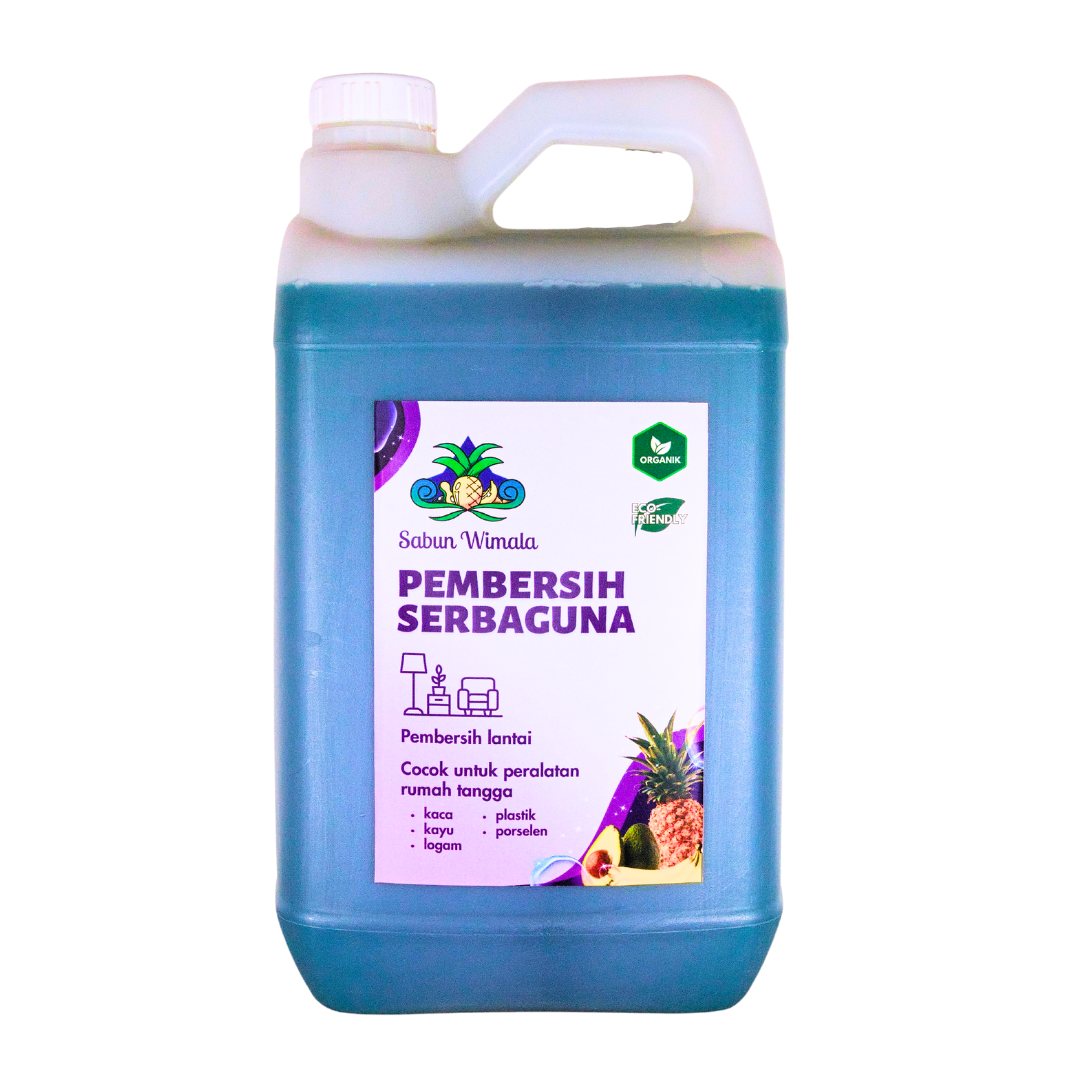 ORGANIK
ECO-
FRIENDLY
Sabun Wimala
PEMBERSIH
SERBAGUNA
Pembersih lantai
Cocok untuk peralatan
rumah tangga
• kaca
• kayu
• logam
• plastik
• porselen